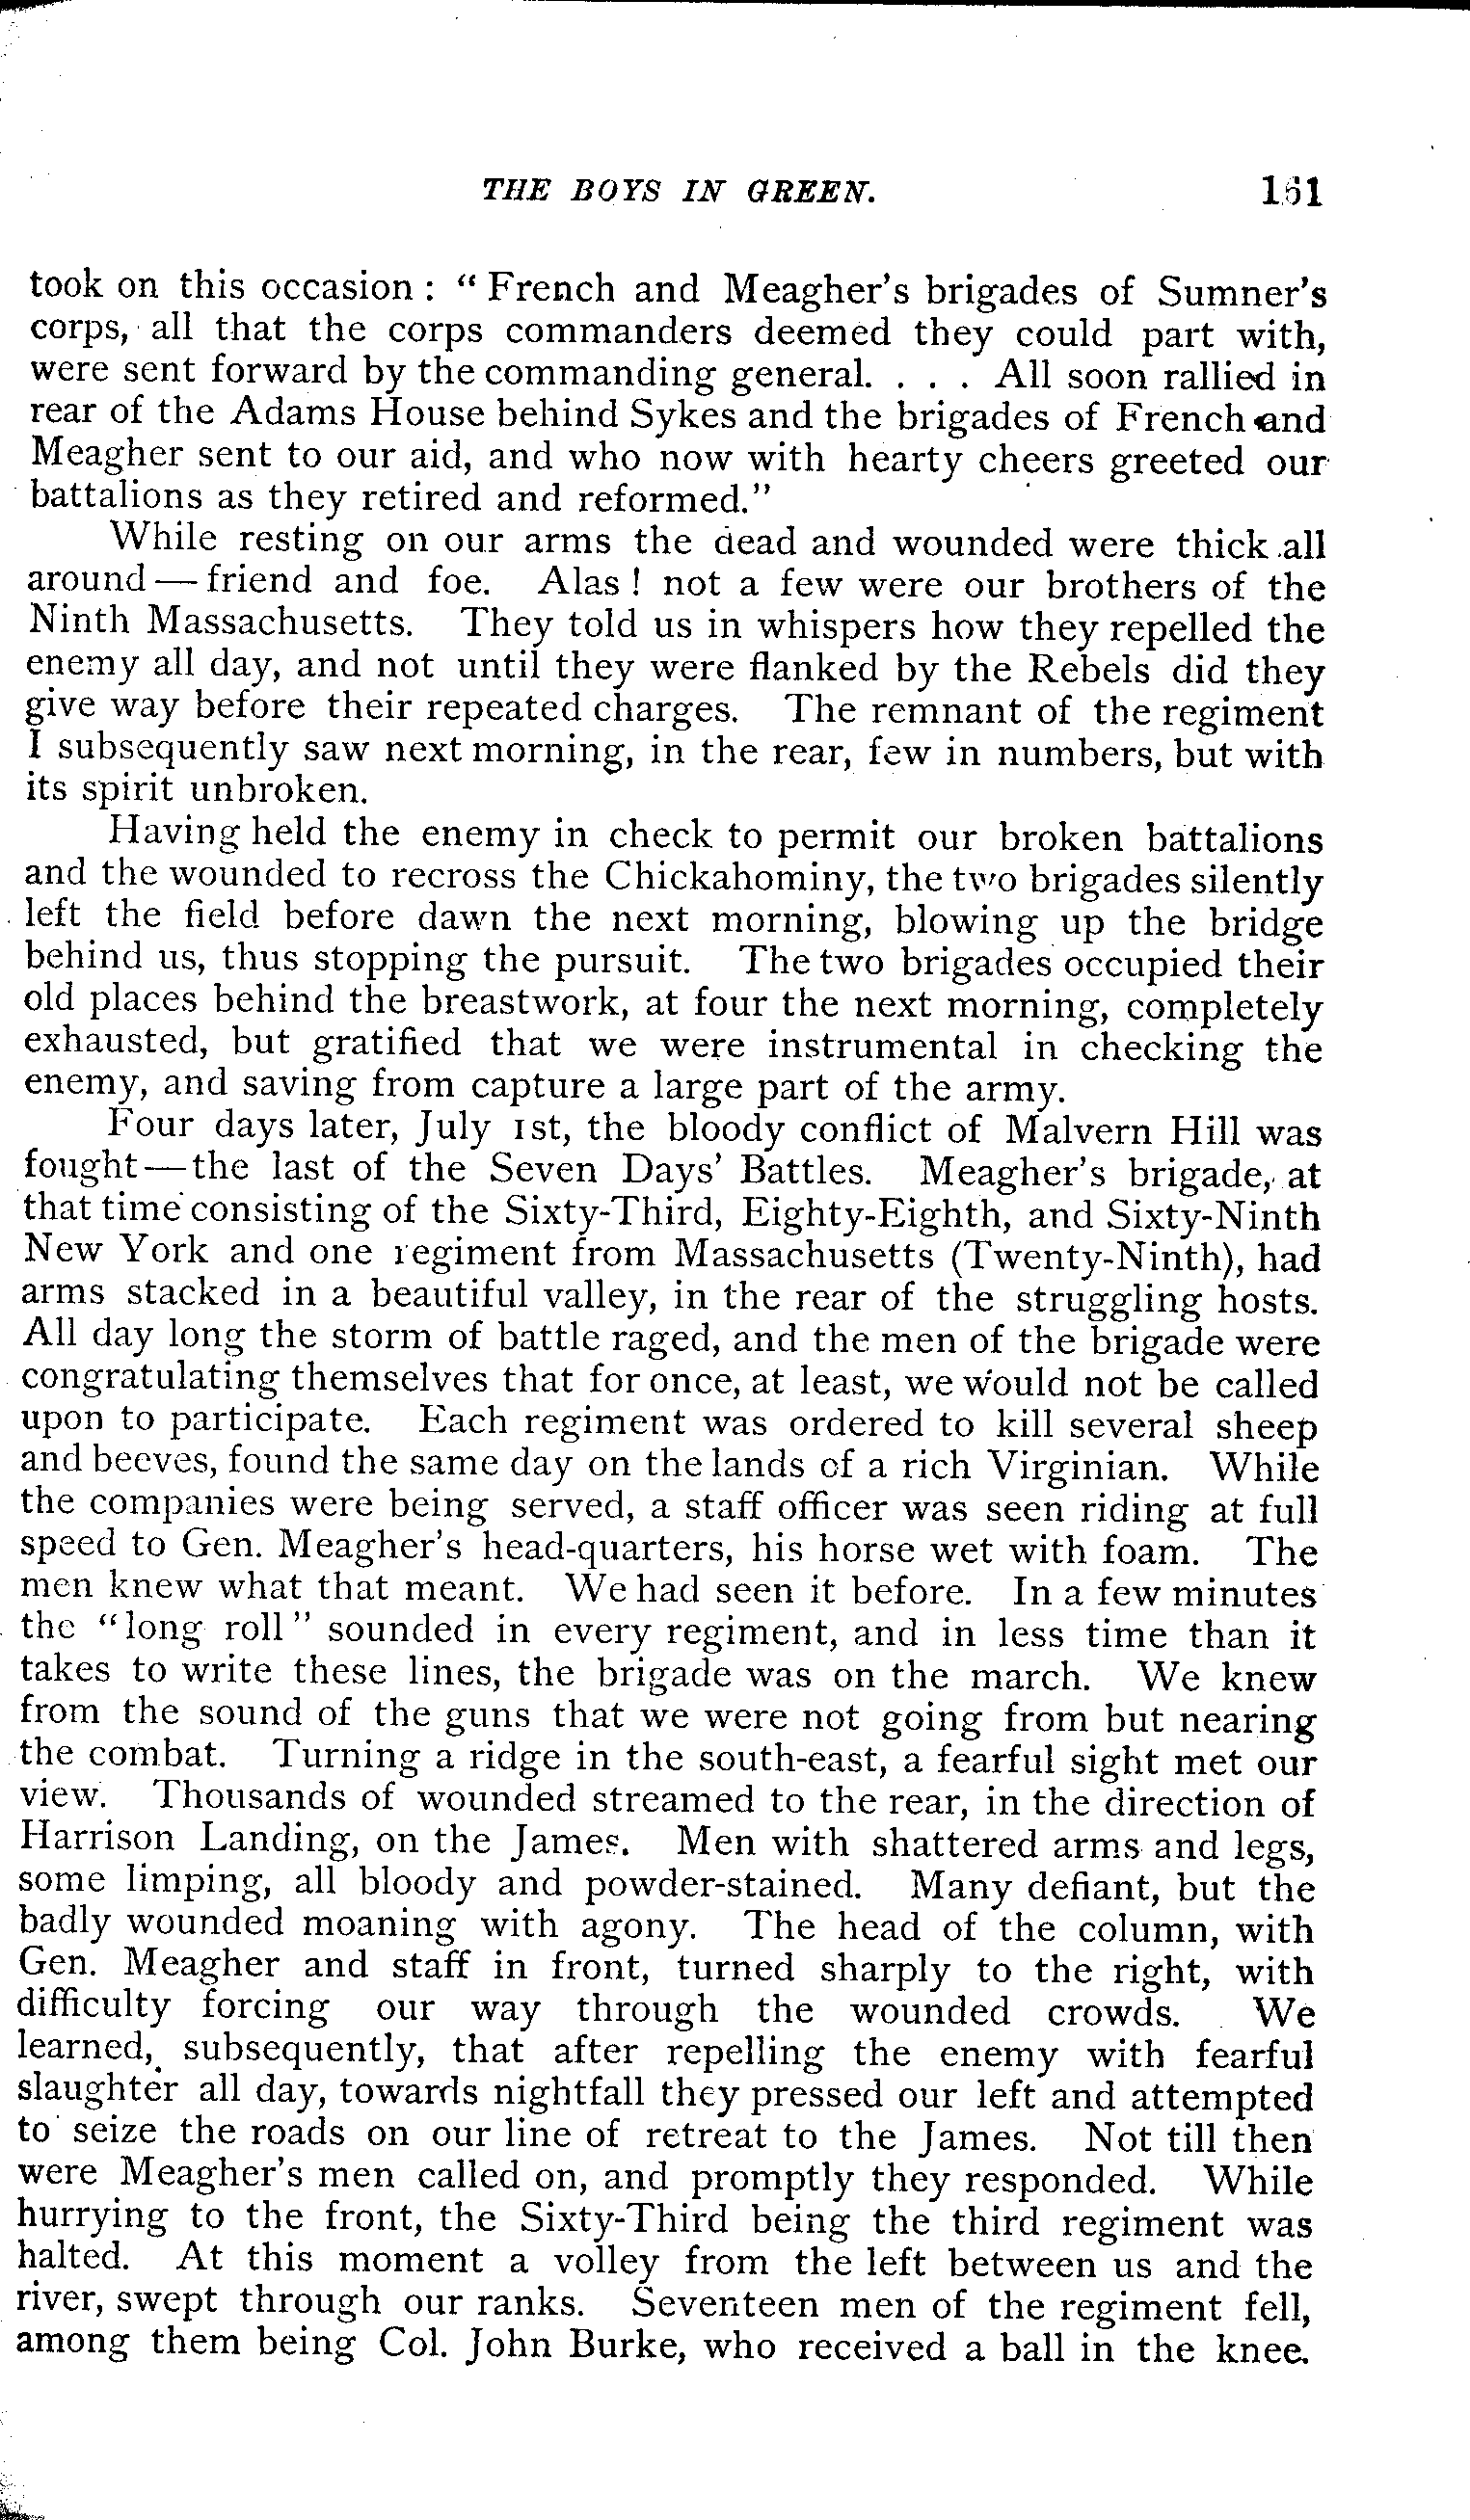 THE BOYS IN GREEN. 161
took on this occasion : " French and Meagher's brigades of Sumner's
corps, all that the corps commanders deemed they could part with,
were sent forward by the commanding general. . . . All soon rallied in
rear of the Adams House behind Sykes and the brigades of French and
Meagher sent to our aid, and who now with hearty cheers greeted our
battalions as they retired and reformed."
While resting on our arms the dead and wounded were thick all
around — friend and foe. Alas ! not a few were our brothers of the
Ninth Massachusetts. They told us in whispers how they repelled the
enemy all day, and not until they were flanked by the Rebels did they
give way before their repeated charges. The remnant of the regiment
I subsequently saw next morning, in the rear, few in numbers, but with
its spirit unbroken.
Having held the enemy in check to permit our broken battalions
and the wounded to recross the Chickahominy, the two brigades silently
left the field before dawn the next morning, blowing up the bridge
behind us, thus stopping the pursuit. The two brigades occupied their
old places behind the breastwork, at four the next morning, completely
exhausted, but gratified that we were instrumental in checking the
enemy, and saving from capture a large part of the army.
Four days later, July 1st, the bloody conflict of Malvern Hill was
fought — the last of the Seven Days' Battles. Meagher's brigade, at
that time consisting of the Sixty-Third, Eighty-Eighth, and Sixty-Ninth
New York and one regiment from Massachusetts (Twenty-Ninth), had
arms stacked in a beautiful valley, in the rear of the struggling hosts.
All day long the storm of battle raged, and the men of the brigade were
congratulating themselves that for once, at least, we would not be called
upon to participate. Each regiment was ordered to kill several sheep
and beeves, found the same day on the lands of a rich Virginian. While
the companies were being served, a staff officer was seen riding at full
speed to Gen. Meagher's head-quarters, his horse wet with foam. The
men knew what that meant. We had seen it before. In a few minutes
the "long roll" sounded in every regiment, and in less time than it
takes to write these lines, the brigade was on the march. We knew
from the sound of the guns that we were not going from but nearing
the combat. Turning a ridge in the south-east, a fearful sight met our
view. Thousands of wounded streamed to the rear, in the direction of
Harrison Landing, on the James. Men with shattered arms and legs,
some limping, all bloody and powder-stained. Many defiant, but the
badly wounded moaning with agony. The head of the column, with
Gen. Meagher and staff in front, turned sharply to the right, with
difficulty forcing our way through the wounded crowds. We
learned, subsequently, that after repelling the enemy with fearful
slaughter all day, towards nightfall they pressed our left and attempted
to seize the roads on our line of retreat to the James. Not till then
were Meagher's men called on, and promptly they responded. While
hurrying to the front, the Sixty-Third being the third regiment was
halted. At this moment a volley from the left between us and the
river, swept through our ranks. Seventeen men of the regiment fell,
among them being Col. John Burke, who received a ball in the knee.